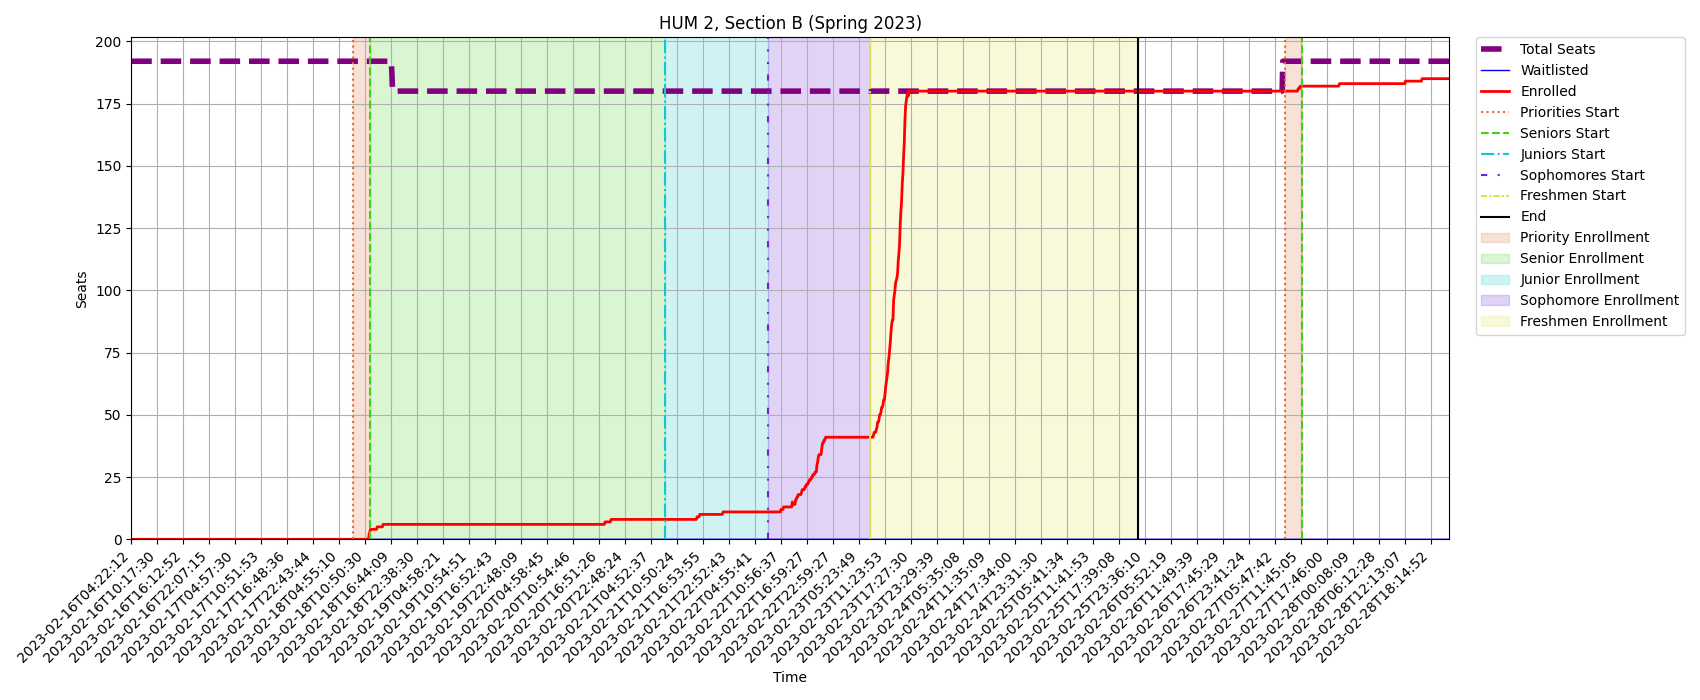 HUM 2, Section B (Spring 2023)
Seats
200
175
150
125
100
75
50
25
0
2023-02-16T04:22:12
2023-02-16T10:17:30
2023-02-16T16:12:52
2023-02-16T22:07:15
2023-02-17T04:57:30
2023-02-17T10:51:53
2023-02-17T16:48:36
2023-02-17T22:43:44
2023-02-18T04:55:10
2023-02-18T10:50:30
2023-02-18T16:44:09
2023-02-18T22:38:30
2023-02-19T04:58:21
2023-02-19T10:54:51
2023-02-19T16:52:43
2023-02-19T22:48:09
2023-02-20T04:58:45
2023-02-20T10:54:46
2023-02-20T16:51:26
2023-02-20T22:48:24
2023-02-21T04:52:37
2023-02-21T10:50:24
2023-02-21T16:53:55
2023-02-21T22:52:43
2023-02-22T04:55:41
2023-02-22T10:56:37
2023-02-22T16:59:27
2023-02-22T22:59:27
2023-02-23T05:23:49
2023-02-23T11:23:53
2023-02-23T17:27:30
2023-02-23T23:29:39
2023-02-24T05:35:08
2023-02-24T11:35:09
2023-02-24T17:34:00
2023-02-24T23:31:30
2023-02-25T05:41:34
2023-02-25T11:41:53
2023-02-25T17:39:08
2023-02-25T23:36:10
2023-02-26T05:52:19
2023-02-26T11:49:39
2023-02-26T17:45:29
2023-02-26T23:41:24
2023-02-27T05:47:42
2023-02-27T11:45:05
2023-02-27T17:46:00
2023-02-28T00:08:09
2023-02-28T06:12:28
2023-02-28T12:13:07
2023-02-28T18:14:52
Time
Total Seats
Waitlisted
Enrolled
Priorities Start
Seniors Start
Juniors Start
Sophomores Start
Freshmen Start
End
Priority Enrollment
Senior Enrollment
Junior Enrollment
Sophomore Enrollment
Freshmen Enrollment